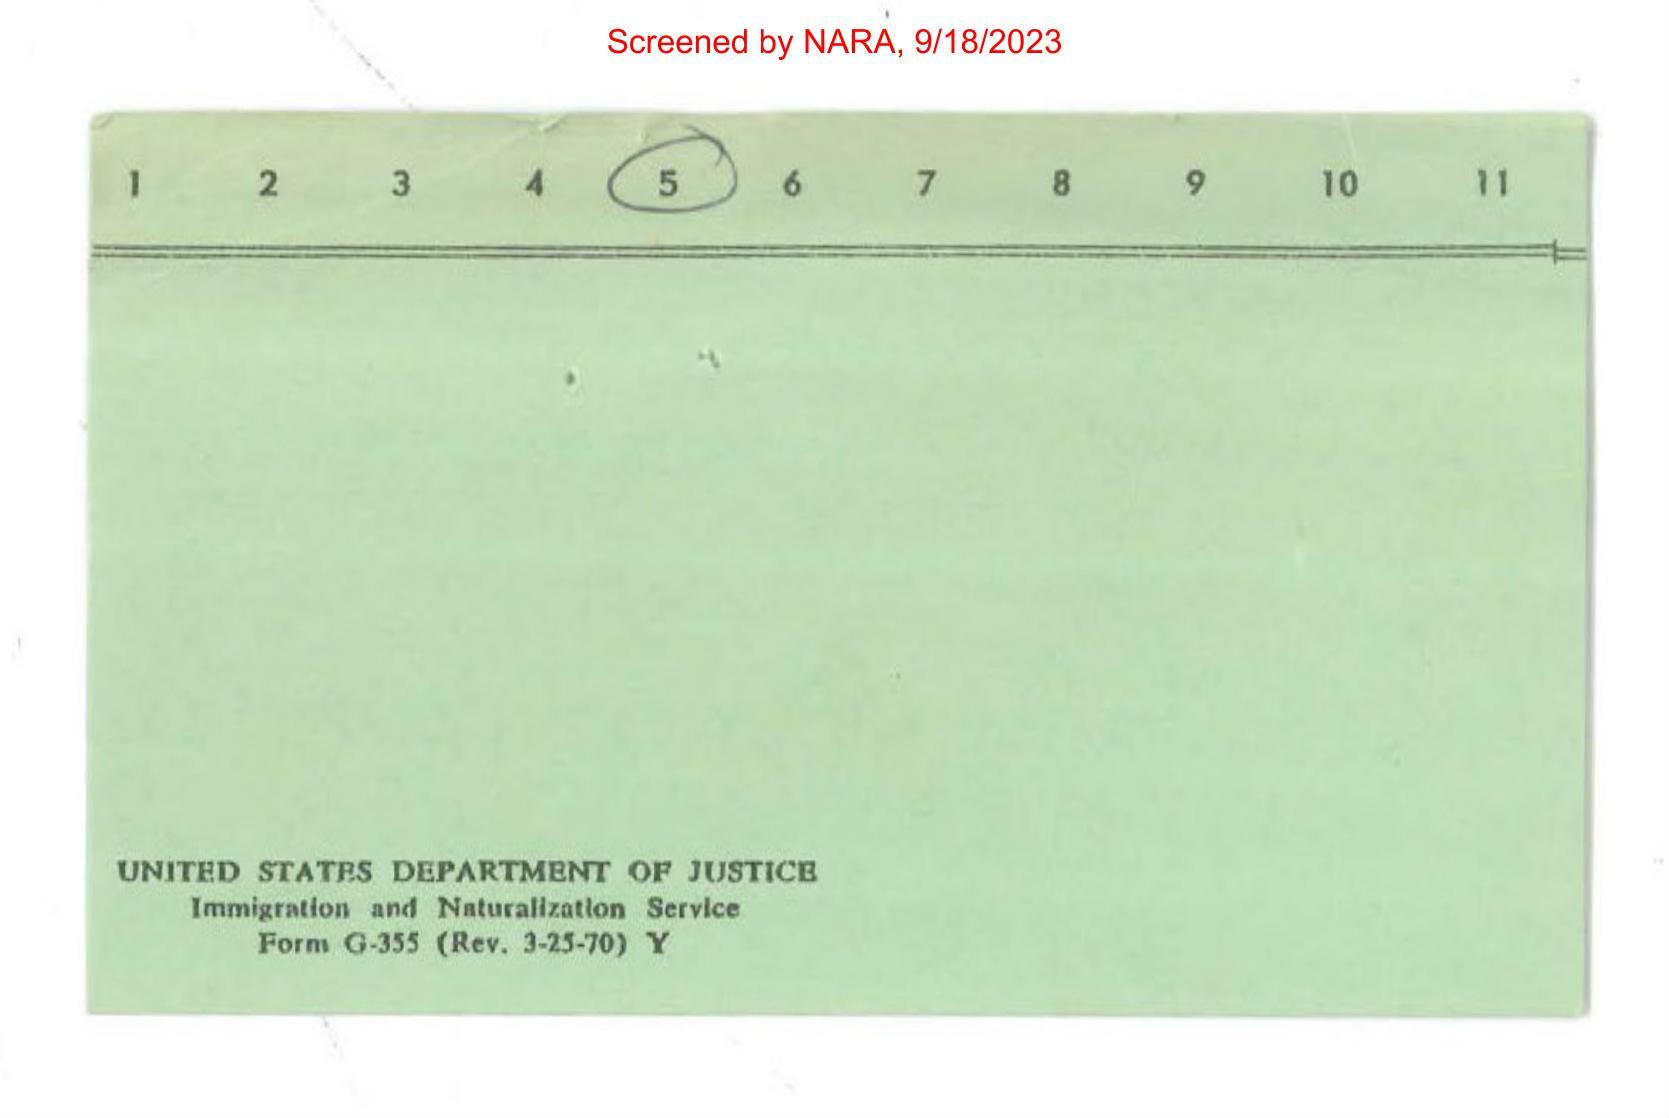 Screened by NARA, 9/18/2023
1 2 3 4 5 6 7 8 9 10 11
UNITED STATES DEPARTMENT OF JUSTICE
Immigration and Naturalization Service
Form G-355 (Rev. 3-25-70) Y